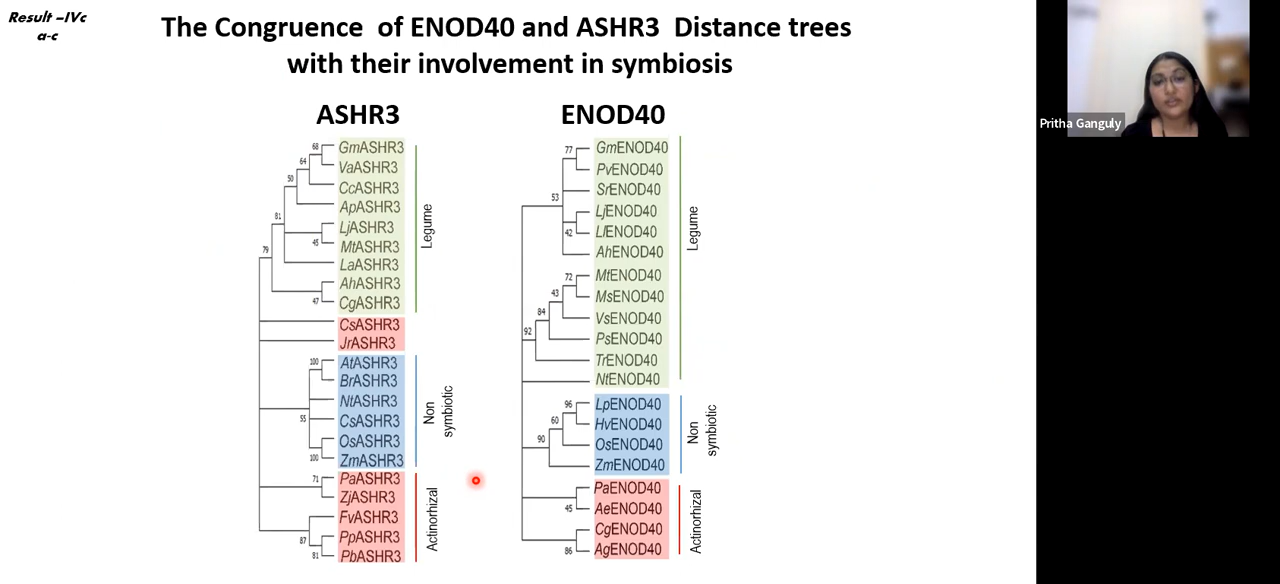 Result –IVc
a-c
The Congruence of ENOD40 and ASHR3 Distance trees
with their involvement in symbiosis
ASHR3
68
64
50
81
79
45
47
100
55
100
71
87
81
GmASHR3
VaASHR3
CcASHR3
ApASHR3
LjASHR3
MtASHR3
LaASHR3
AhASHR3
CgASHR3
CsASHR3
JrASHR3
AtASHR3
BrASHR3
NtASHR3
CsASHR3
OsASHR3
ZmASHR3
PaASHR3
ZjASHR3
FvASHR3
PpASHR3
PbASHR3
Legume
Non
symbiotic
Actinorhizal
ENOD40
77
53
42
72
43
84
92
96
60
90
45
86
GmENOD40
PvENOD40
SrENOD40
LjENOD40
LlENOD40
AhENOD40
MtENOD40
MsENOD40
VsENOD40
PsENOD40
TrENOD40
NtENOD40
LpENOD40
HvENOD40
OsENOD40
ZmENOD40
PaENOD40
AeENOD40
CgENOD40
AgENOD40
Legume
Non
symbiotic
Actinorhizal
Pritha Ganguly